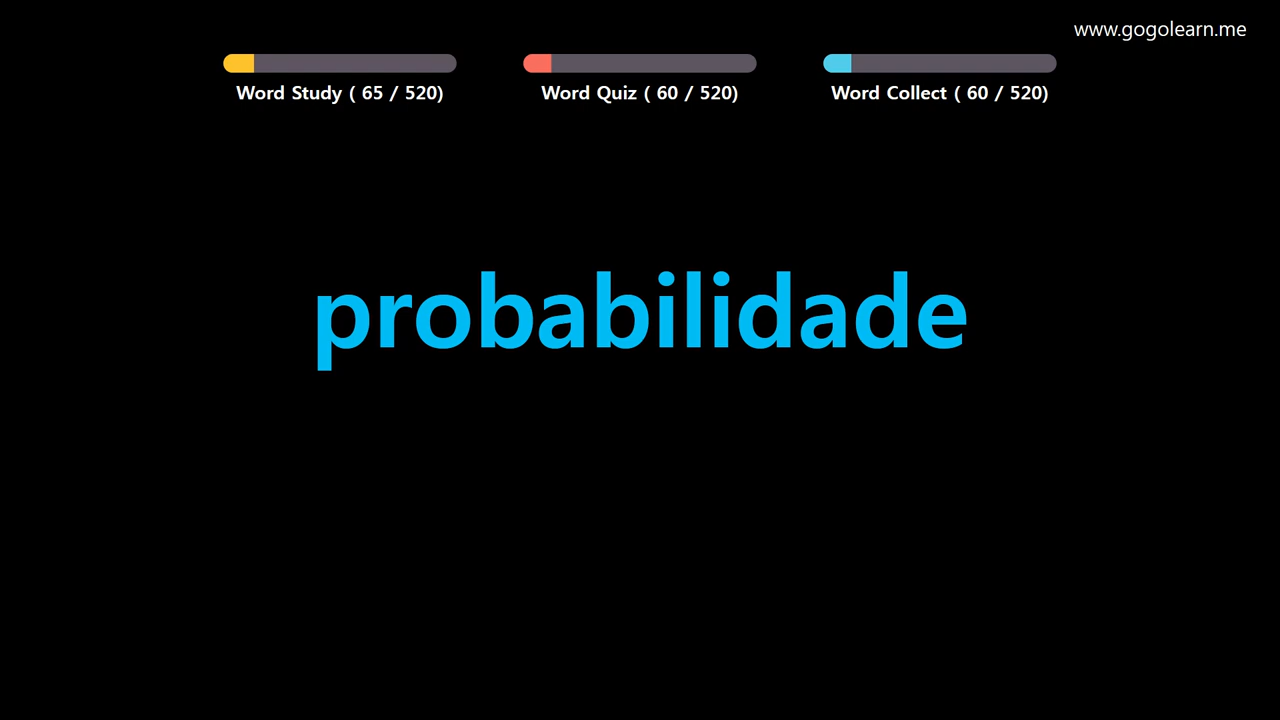 www.gogolearn.me
Word Study ( 65 / 520)
Word Quiz ( 60 / 520)
Word Collect ( 60 / 520)
probabilidade